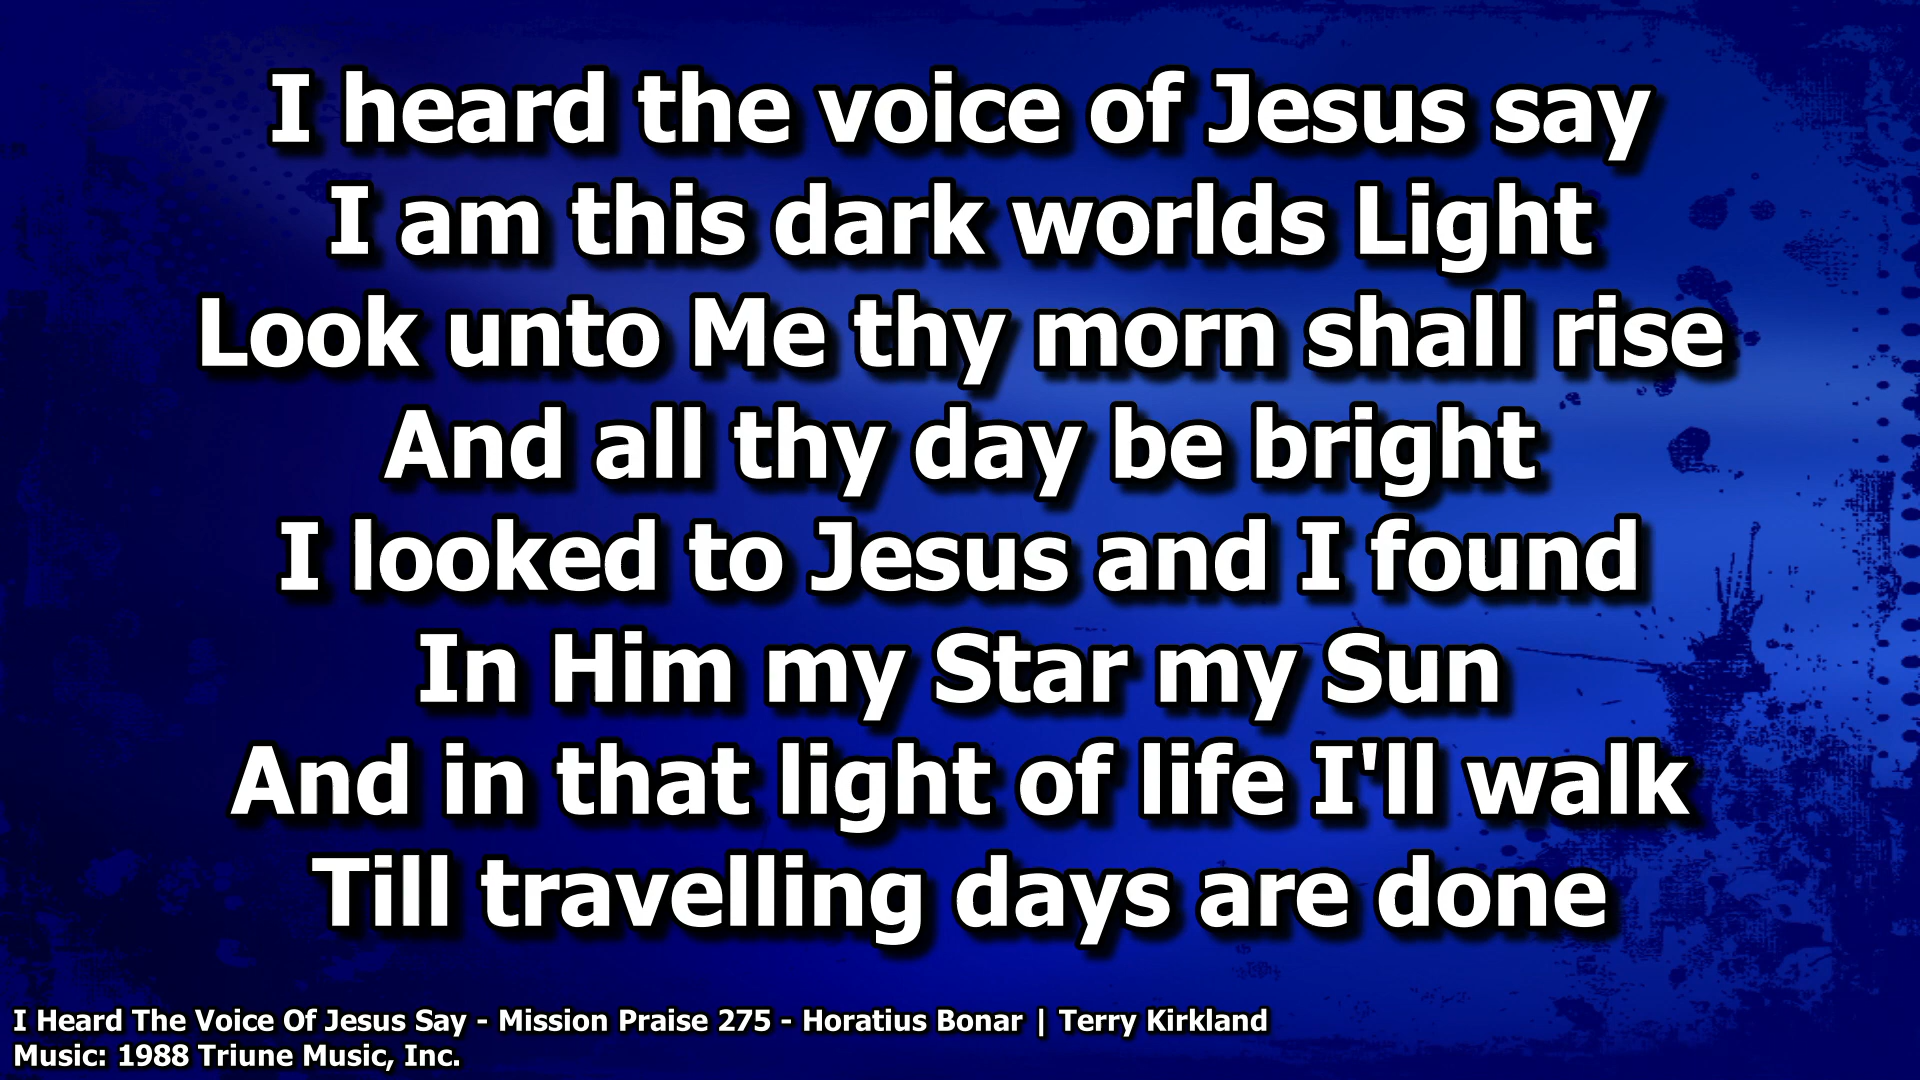 I heard the voice of Jesus say
I am this dark worlds Light
Look unto Me thy morn shall rise
And all thy day be bright
I looked to Jesus and I found
In Him my Star my Sun
And in that light of life I'll walk
Till travelling days are done
I Heard The Voice Of Jesus Say - Mission Praise 275 - Horatius Bonar | Terry Kirkland
Music: 1988 Triune Music, Inc.